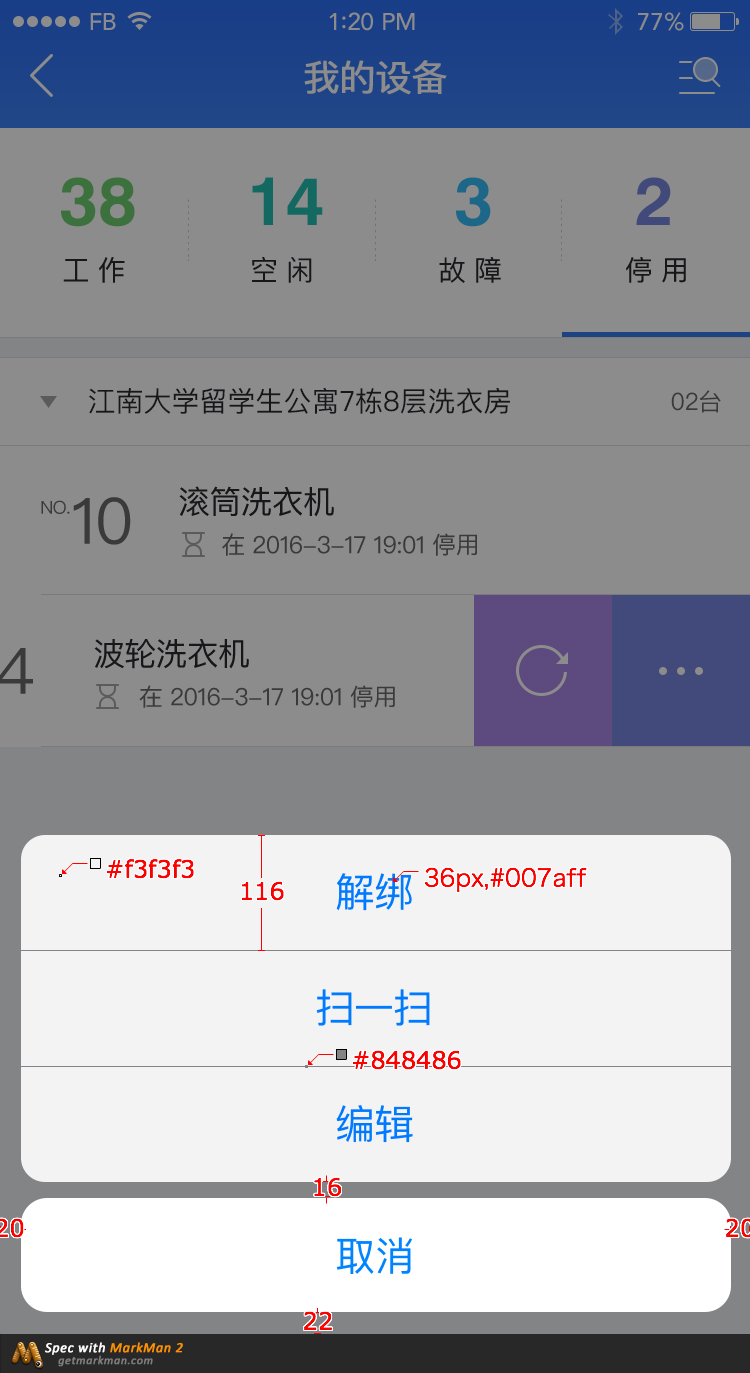 FB 1:20 PM 77%
我的设备
38 14 3 2
工作 空闲 故障 停用
江南大学留学生公寓7栋8层洗衣房 02台
NO.10 滚筒洗衣机
在 2016-3-17 19:01 停用
4 波轮洗衣机
在 2016-3-17 19:01 停用
#f3f3f3
116
解绑 36px,#007aff
扫一扫
#848486
编辑
16
20 20
取消
22
Spec with MarkMan 2
getmarkman.com